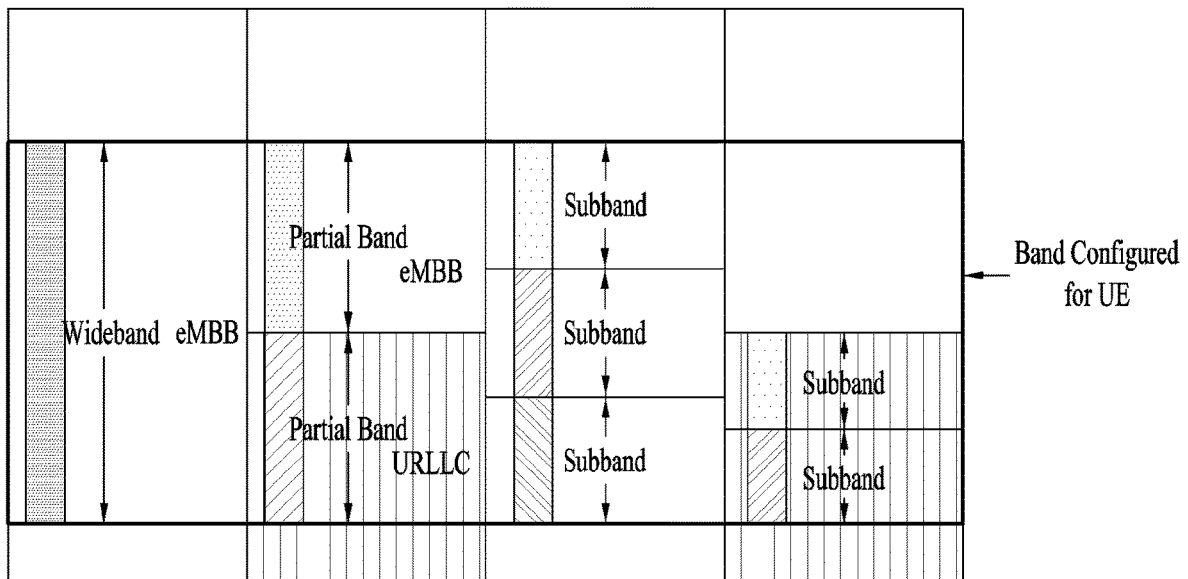 Wideband eMBB
Partial Band
eMBB
Partial Band
URLLC
Subband
Subband
Subband
Subband
Subband
Band Configured
for UE